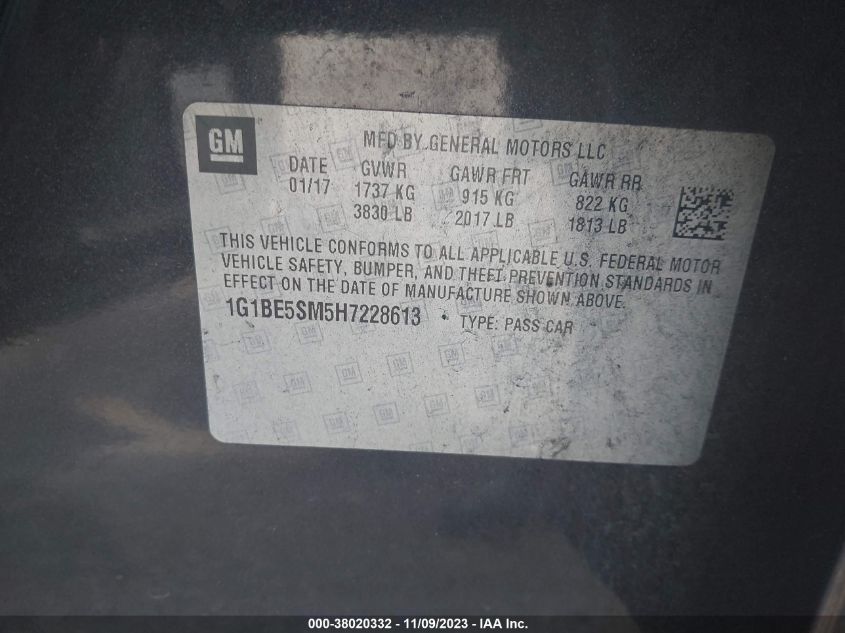 GM
MFD BY GENERAL MOTORS LLC
DATE GVWR GAWR FRT GAWR RR
01/17 1737 KG 915 KG 822 KG
3830 LB 2017 LB 1813 LB
THIS VEHICLE CONFORMS TO ALL APPLICABLE U.S. FEDERAL MOTOR
VEHICLE SAFETY, BUMPER, AND THEFT PREVENTION STANDARDS IN
EFFECT ON THE DATE OF MANUFACTURE SHOWN ABOVE.
1G1BE5SM5H7228613 TYPE: PASS CAR
000-38020332 - 11/09/2023 - IAA Inc.